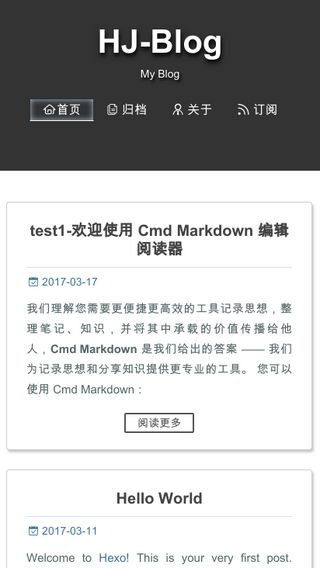 HJ-Blog
My Blog
首页 归档 关于 订阅
test1-欢迎使用 Cmd Markdown 编辑
阅读器
2017-03-17
我们理解您需要更便捷更高效的工具记录思想，整
理笔记、知识，并将其中承载的价值传播给他
人，Cmd Markdown 是我们给出的答案 —— 我们
为记录思想和分享知识提供更专业的工具。 您可以
使用 Cmd Markdown：
阅读更多
Hello World
2017-03-11
Welcome to Hexo! This is your very first post.